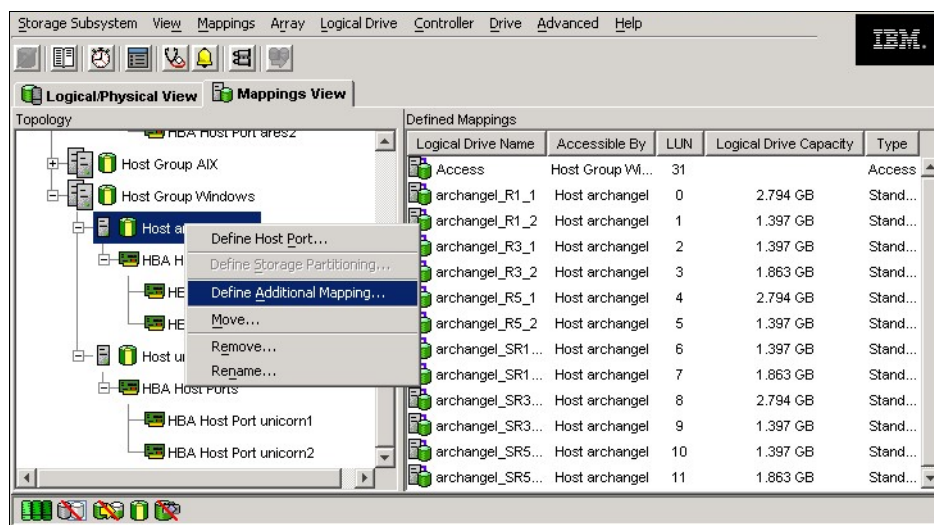 Storage Subsystem View Mappings Array Logical Drive Controller Drive Advanced Help
IBM.
Logical/Physical View Mappings View
Topology
HBA Host Port ares2
Host Group AIX
Host Group Windows
Host
HBA
Host
HBA Host Ports
HBA Host Port unicorn1
HBA Host Port unicorn2
Define Host Port...
Define Storage Partitioning...
Define Additional Mapping...
Move...
Remove...
Rename...
Defined Mappings
Logical Drive Name Accessible By LUN Logical Drive Capacity Type
Access Host Group Wi... 31 Access
archangel_R1_1 Host archangel 0 2.794 GB Stand...
archangel_R1_2 Host archangel 1 1.397 GB Stand...
archangel_R3_1 Host archangel 2 1.397 GB Stand...
archangel_R3_2 Host archangel 3 1.863 GB Stand...
archangel_R5_1 Host archangel 4 2.794 GB Stand...
archangel_R5_2 Host archangel 5 1.397 GB Stand...
archangel_SR1... Host archangel 6 1.397 GB Stand...
archangel_SR1... Host archangel 7 1.863 GB Stand...
archangel_SR3... Host archangel 8 2.794 GB Stand...
archangel_SR3... Host archangel 9 1.397 GB Stand...
archangel_SR5... Host archangel 10 1.397 GB Stand...
archangel_SR5... Host archangel 11 1.863 GB Stand...